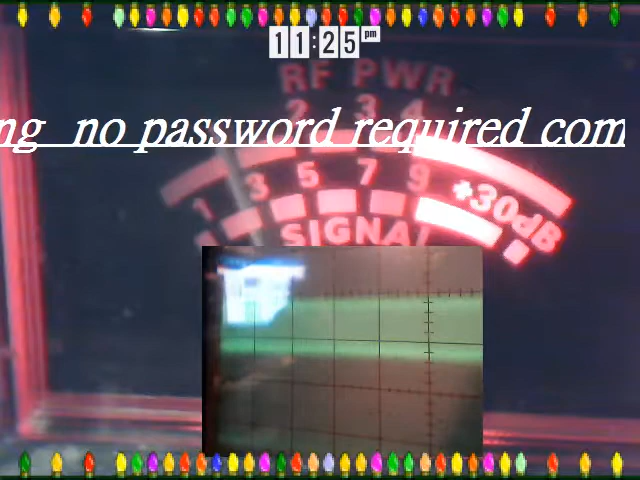 11:25 pm
RF PWR
2 3 4
ng no password required com
1 3 5 7 9 +30dB
SIGNAL